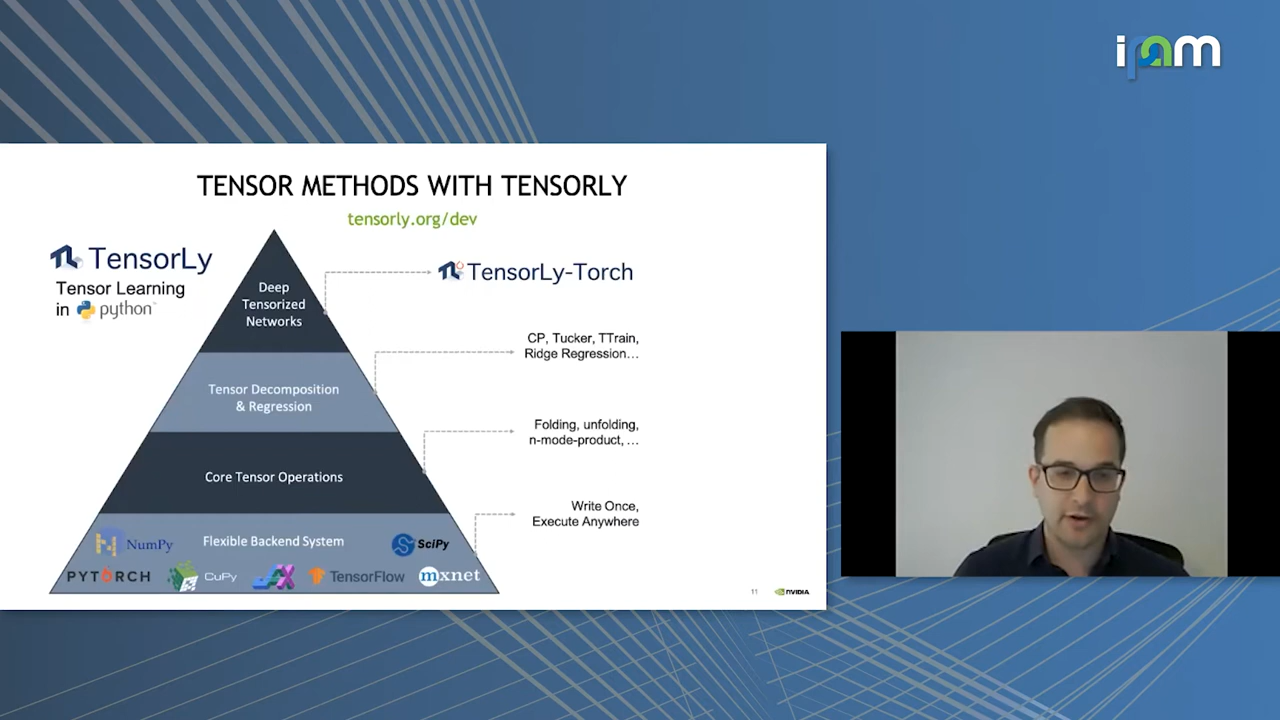 ipam
TENSOR METHODS WITH TENSORLY
tensorly.org/dev
TensorLy
Tensor Learning
in python
Deep
Tensorized
Networks
TensorLy-Torch
Tensor Decomposition
& Regression
CP, Tucker, TTrain,
Ridge Regression...
Core Tensor Operations
Folding, unfolding,
n-mode-product, ...
Flexible Backend System
Write Once,
Execute Anywhere
NumPy
SciPy
PYTORCH
CuPy
JAX
TensorFlow
mxnet
11
NVIDIA